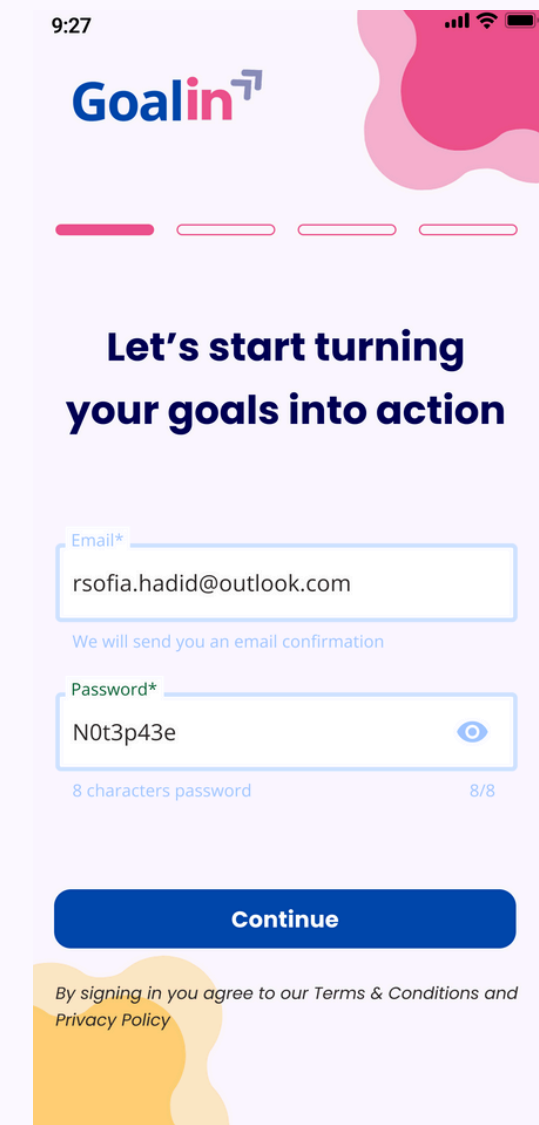 9:27
Goalin
Let’s start turning
your goals into action
Email*
rsofia.hadid@outlook.com
We will send you an email confirmation
Password*
N0t3p43e
8 characters password 8/8
Continue
By signing in you agree to our Terms & Conditions and
Privacy Policy